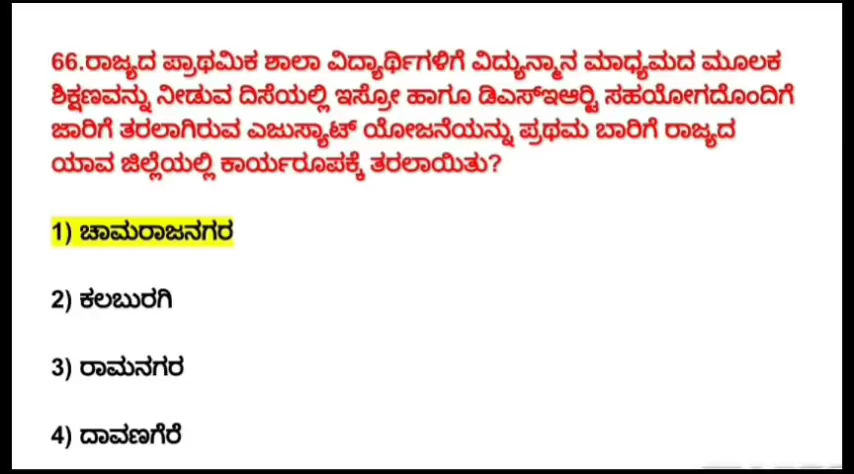 66.ರಾಜ್ಯದ ಪ್ರಾಥಮಿಕ ಶಾಲಾ ವಿದ್ಯಾರ್ಥಿಗಳಿಗೆ ವಿದ್ಯುನ್ಮಾನ ಮಾಧ್ಯಮದ ಮೂಲಕ
ಶಿಕ್ಷಣವನ್ನು ನೀಡುವ ದಿಸೆಯಲ್ಲಿ ಇಸ್ರೋ ಹಾಗೂ ಡಿಎಸ್ಇಆರ್‍ಟಿ ಸಹಯೋಗದೊಂದಿಗೆ
ಜಾರಿಗೆ ತರಲಾಗಿರುವ ಎಜುಸ್ಯಾಟ್ ಯೋಜನೆಯನ್ನು ಪ್ರಥಮ ಬಾರಿಗೆ ರಾಜ್ಯದ
ಯಾವ ಜಿಲ್ಲೆಯಲ್ಲಿ ಕಾರ್ಯರೂಪಕ್ಕೆ ತರಲಾಯಿತು?
1) ಚಾಮರಾಜನಗರ
2) ಕಲಬುರಗಿ
3) ರಾಮನಗರ
4) ದಾವಣಗೆರೆ